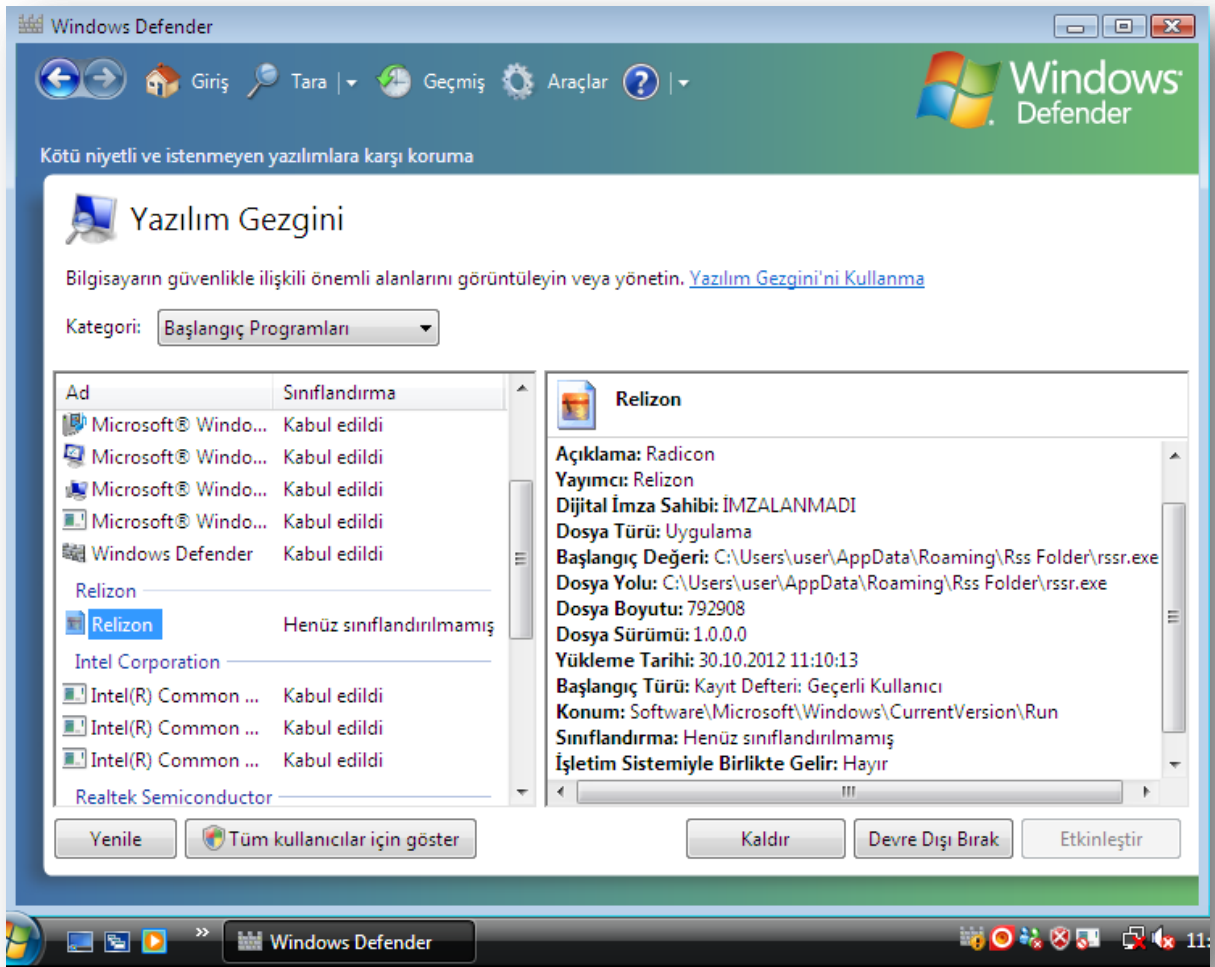 Windows Defender
Giriş Tara Geçmiş Araçlar
Windows
Defender
Kötü niyetli ve istenmeyen yazılımlara karşı koruma
Yazılım Gezgini
Bilgisayarın güvenlikle ilişkili önemli alanlarını görüntüleyin veya yönetin. Yazılım Gezgini'ni Kullanma
Kategori: Başlangıç Programları
Ad Sınıflandırma
Microsoft® Windo... Kabul edildi
Microsoft® Windo... Kabul edildi
Microsoft® Windo... Kabul edildi
Microsoft® Windo... Kabul edildi
Windows Defender Kabul edildi
Relizon
Relizon Henüz sınıflandırılmamış
Intel Corporation
Intel(R) Common ... Kabul edildi
Intel(R) Common ... Kabul edildi
Intel(R) Common ... Kabul edildi
Realtek Semiconductor
Relizon
Açıklama: Radicon
Yayımcı: Relizon
Dijital İmza Sahibi: İMZALANMADI
Dosya Türü: Uygulama
Başlangıç Değeri: C:\Users\user\AppData\Roaming\Rss Folder\rssr.exe
Dosya Yolu: C:\Users\user\AppData\Roaming\Rss Folder\rssr.exe
Dosya Boyutu: 792908
Dosya Sürümü: 1.0.0.0
Yükleme Tarihi: 30.10.2012 11:10:13
Başlangıç Türü: Kayıt Defteri: Geçerli Kullanıcı
Konum: Software\Microsoft\Windows\CurrentVersion\Run
Sınıflandırma: Henüz sınıflandırılmamış
İşletim Sistemiyle Birlikte Gelir: Hayır
Yenile Tüm kullanıcılar için göster Kaldır Devre Dışı Bırak Etkinleştir
Windows Defender 11: